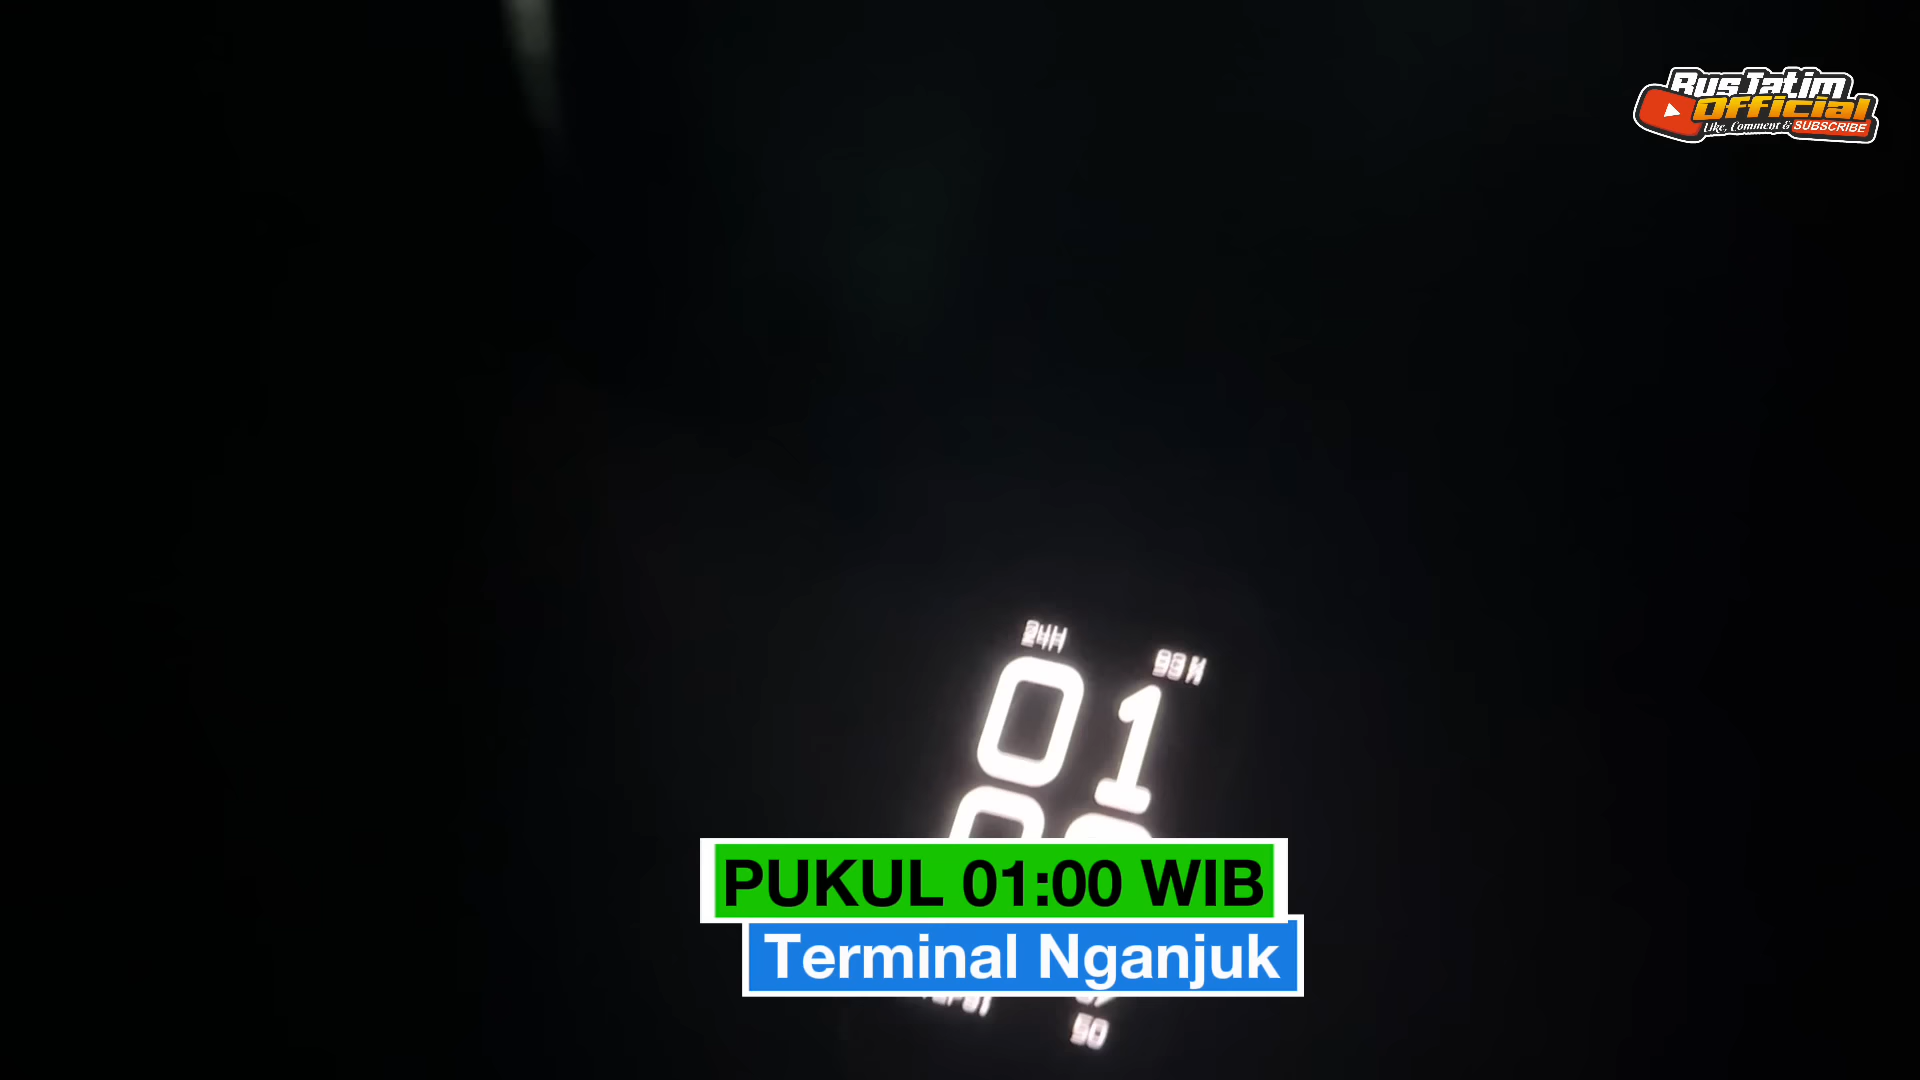 Bus Jatim
Official
Like, Comment & SUBSCRIBE
24H
01
PUKUL 01:00 WIB
Terminal Nganjuk
50